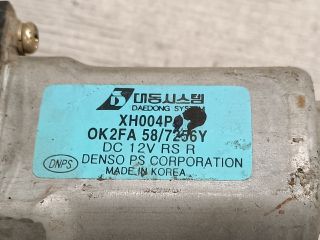 대동시스템
DAEDONG SYSTEM
XH004P
OK2FA 58/7256Y
DC 12V RS R
DNPS DENSO PS CORPORATION
MADE IN KOREA